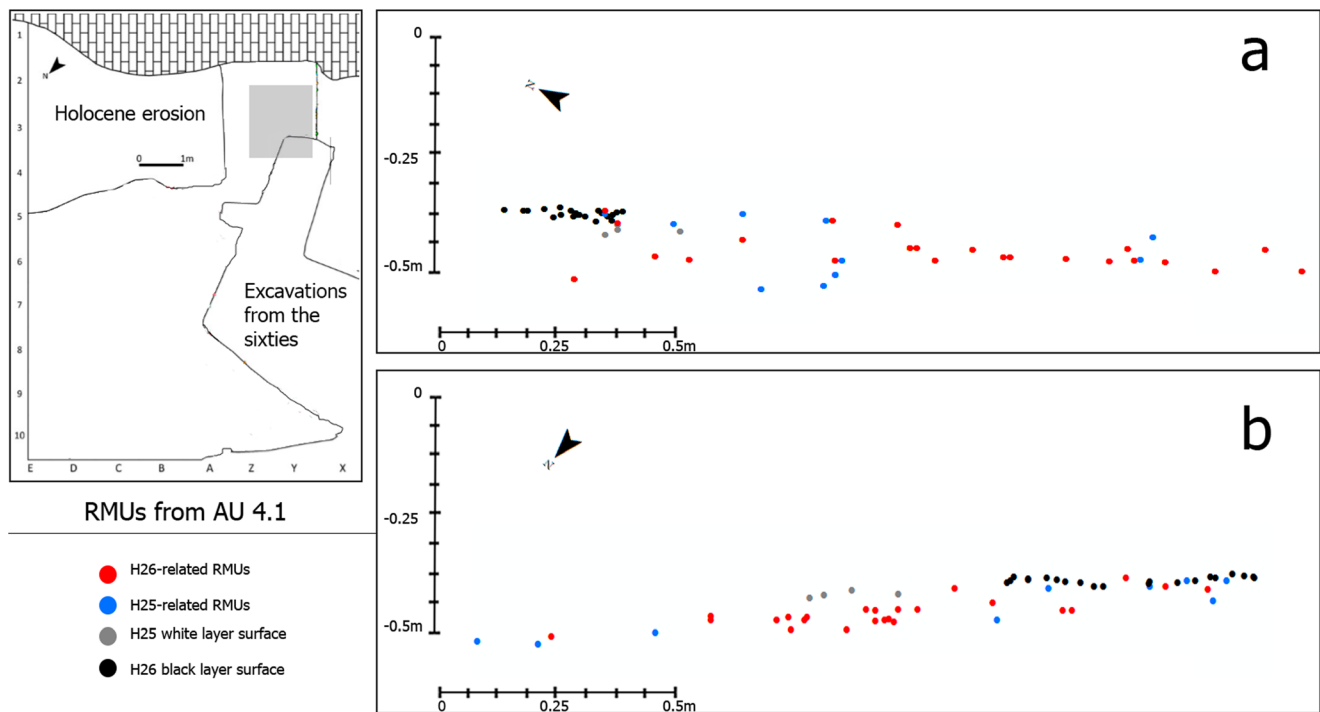 1
2
3
4
5
6
7
8
9
10
N
Holocene erosion
0 1m
Excavations
from the
sixties
E D C B A Z Y X
RMUs from AU 4.1
H26-related RMUs
H25-related RMUs
H25 white layer surface
H26 black layer surface
a
0
-0.25
-0.5m
N
0 0.25 0.5m
b
0
-0.25
-0.5m
N
0 0.25 0.5m